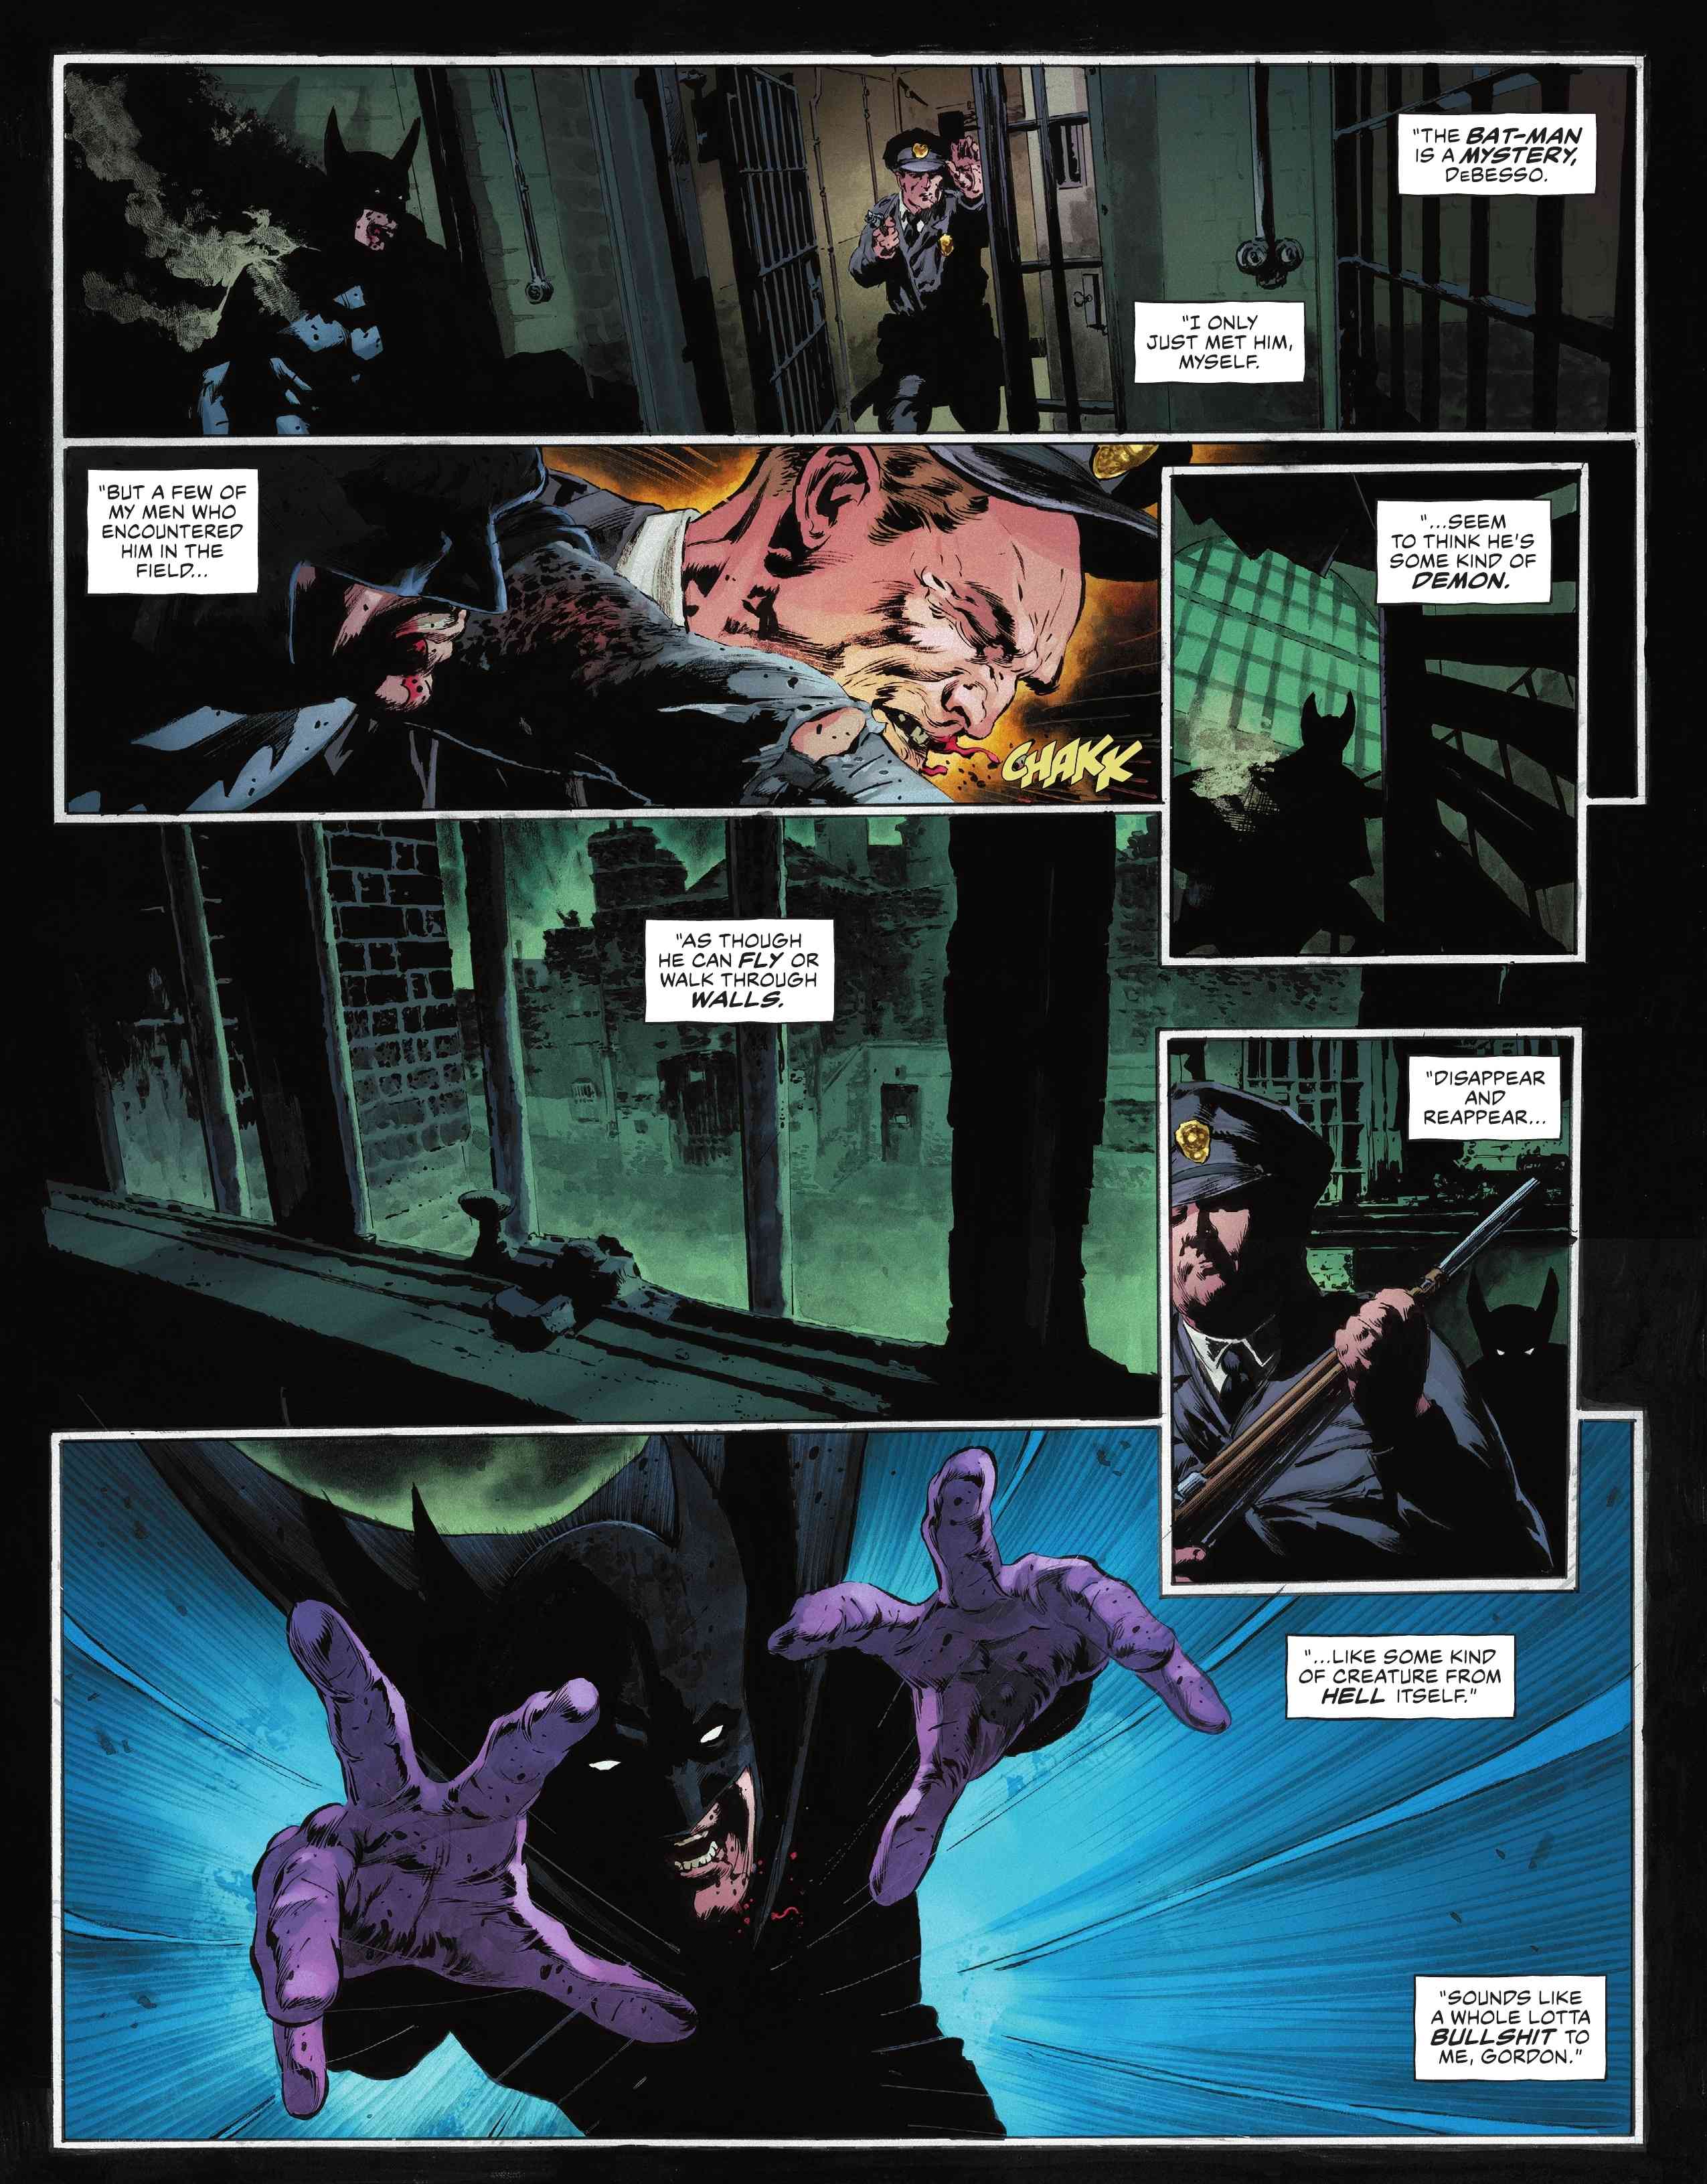 "THE BAT-MAN
IS A MYSTERY,
DeBESSO.
"I ONLY
JUST MET HIM,
MYSELF.
"BUT A FEW OF
MY MEN WHO
ENCOUNTERED
HIM IN THE
FIELD...
CHAKK
"...SEEM
TO THINK HE'S
SOME KIND OF
DEMON.
"AS THOUGH
HE CAN FLY OR
WALK THROUGH
WALLS.
"DISAPPEAR
AND
REAPPEAR...
"...LIKE SOME KIND
OF CREATURE FROM
HELL ITSELF."
"SOUNDS LIKE
A WHOLE LOTTA
BULLSHIT TO
ME, GORDON."